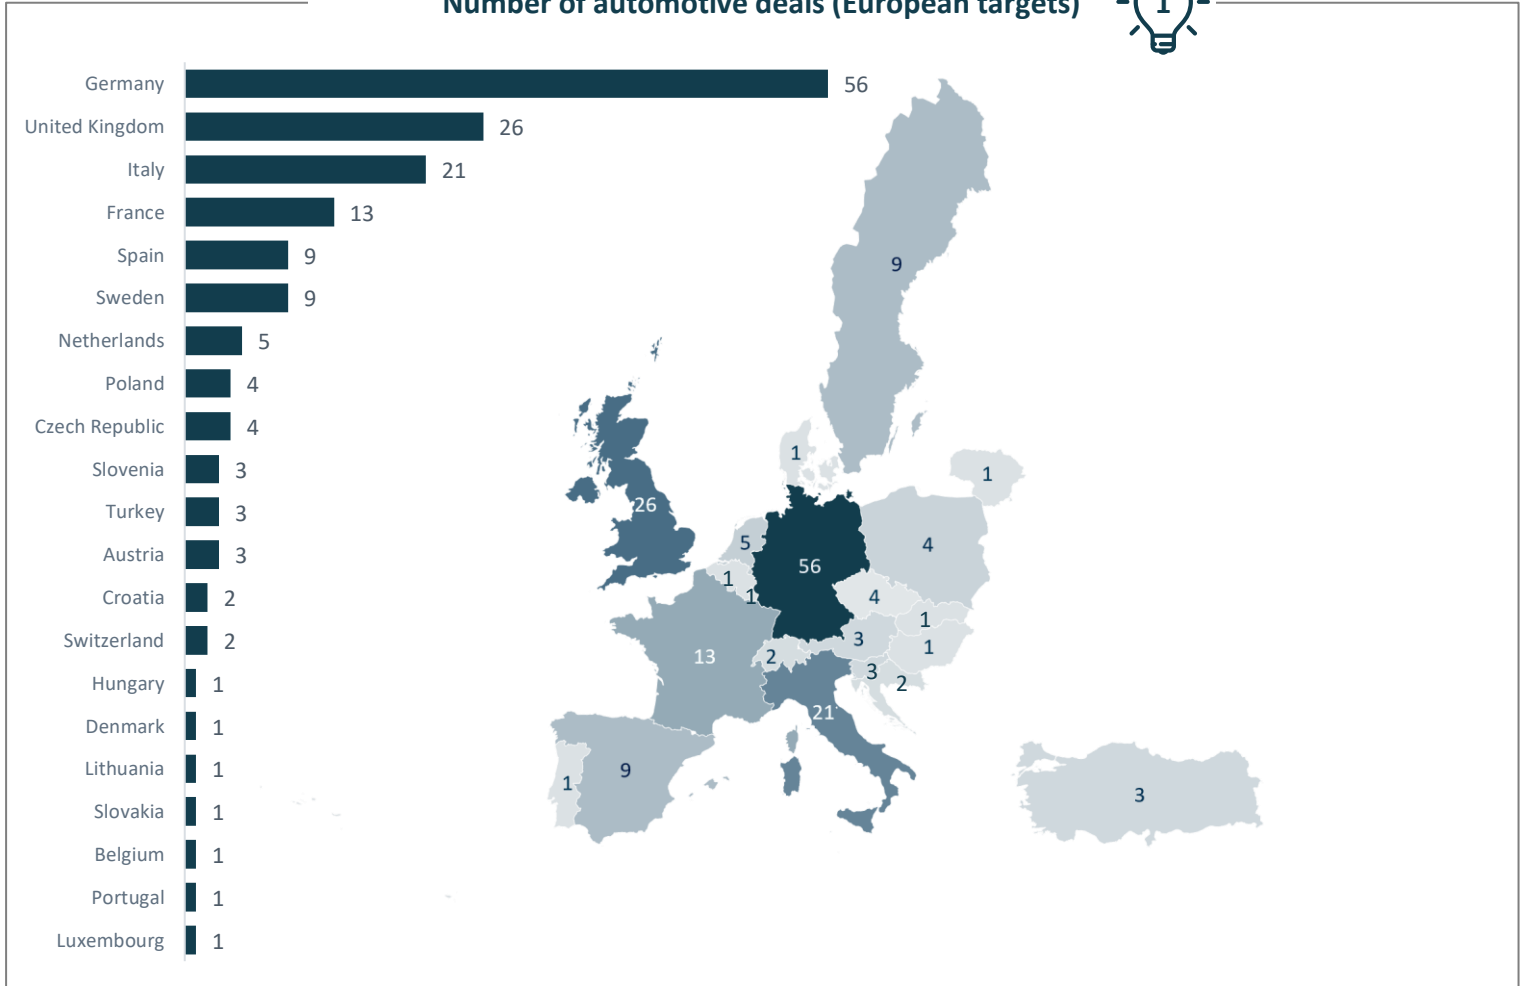 Number of automotive deals (European targets)
1
Germany 56
United Kingdom 26
Italy 21
France 13
Spain 9
Sweden 9
Netherlands 5
Poland 4
Czech Republic 4
Slovenia 3
Turkey 3
Austria 3
Croatia 2
Switzerland 2
Hungary 1
Denmark 1
Lithuania 1
Slovakia 1
Belgium 1
Portugal 1
Luxembourg 1
9
1
1
26
5
4
56
1
1
4
1
3
1
13
2
3
2
21
9
1
3